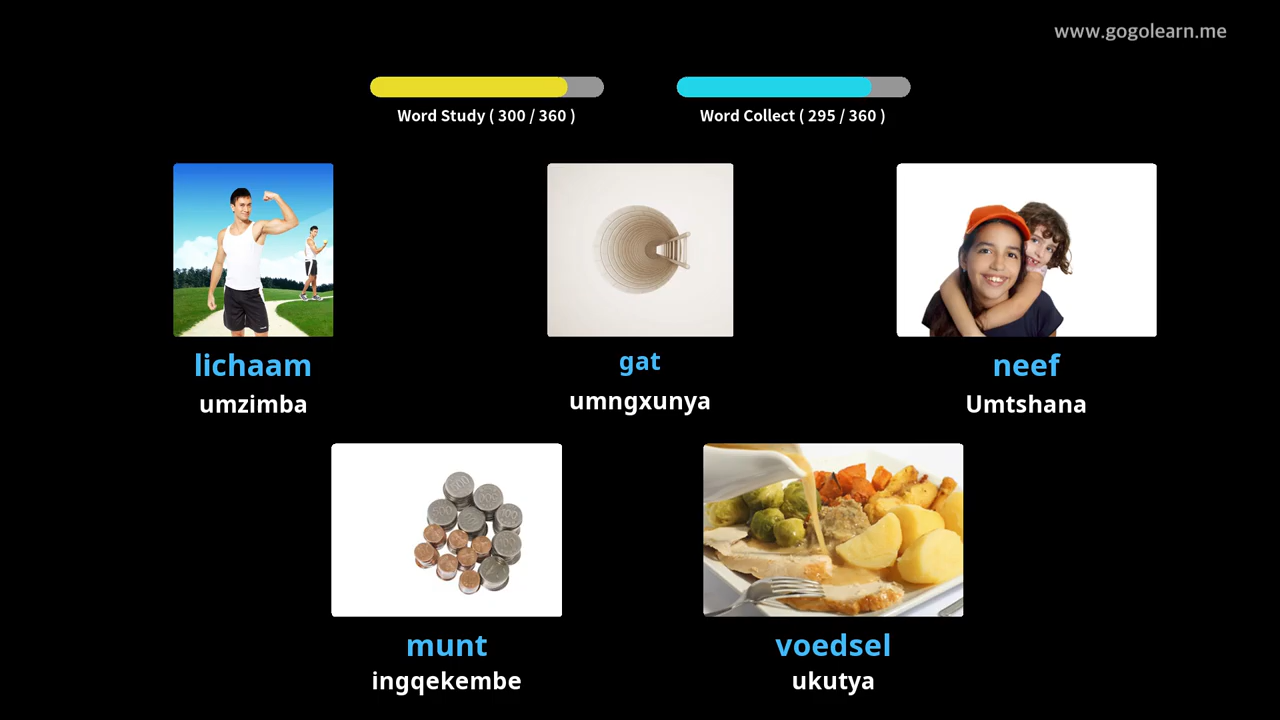 www.gogolearn.me
Word Study ( 300 / 360 )
Word Collect ( 295 / 360 )
lichaam
umzimba
gat
umngxunya
neef
Umtshana
munt
ingqekembe
voedsel
ukutya